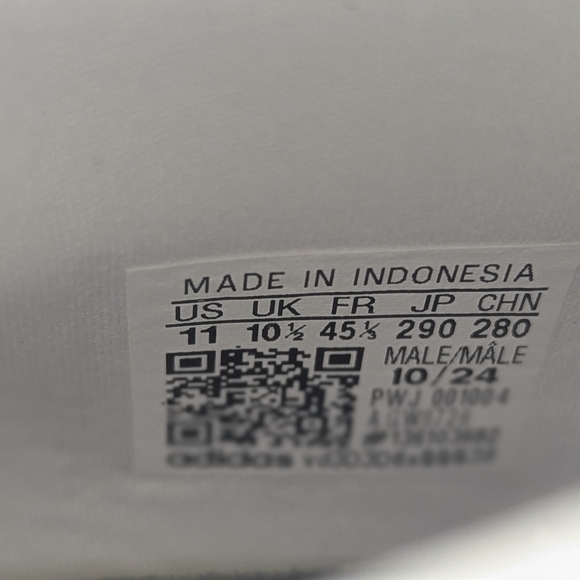 MADE IN INDONESIA
US UK FR JP CHN
11 10½ 45⅓ 290 280
MALE/MÂLE
10/24
PWJ 001004
adidas